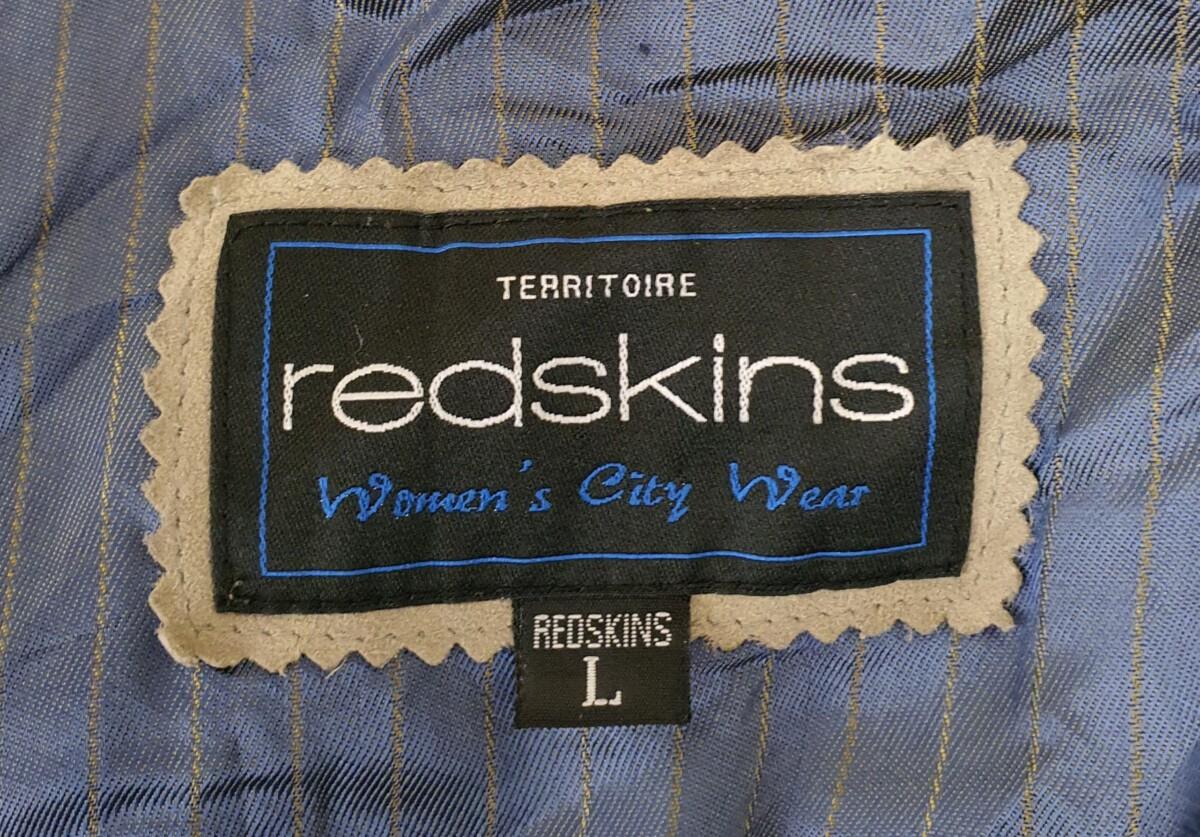 TERRITOIRE
redskins
Women's City Wear
REDSKINS
L